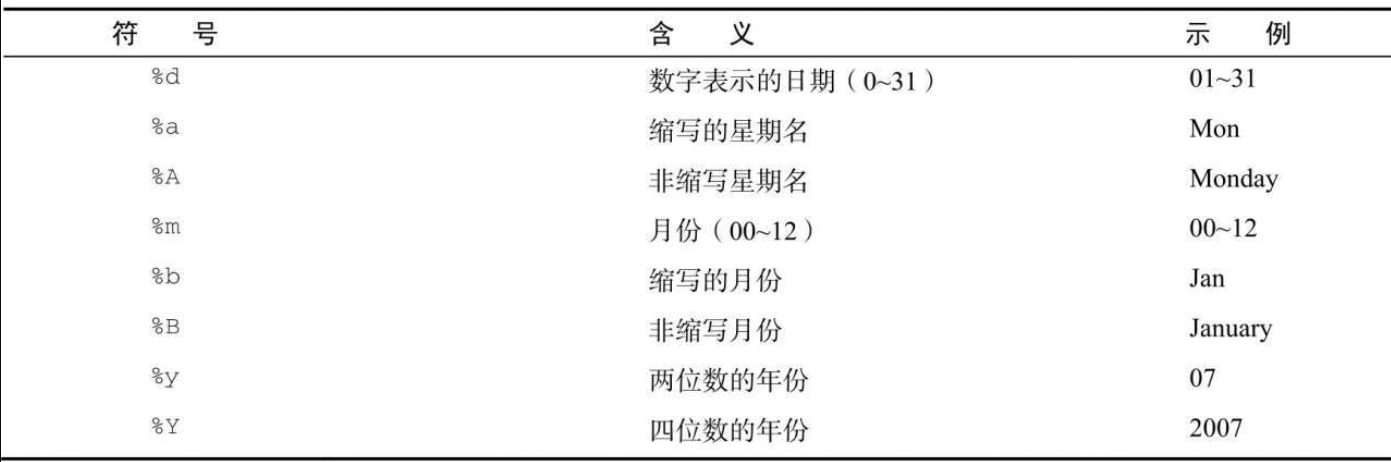 符 号 含 义 示 例
%d 数字表示的日期（0~31） 01~31
%a 缩写的星期名 Mon
%A 非缩写星期名 Monday
%m 月份（00~12） 00~12
%b 缩写的月份 Jan
%B 非缩写月份 January
%y 两位数的年份 07
%Y 四位数的年份 2007